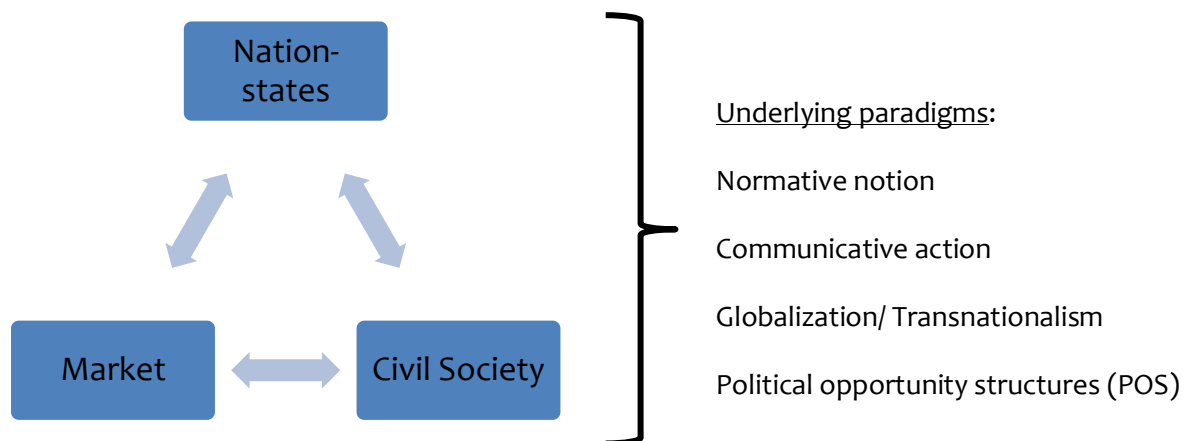 Nation-
states
Market
Civil Society
Underlying paradigms:
Normative notion
Communicative action
Globalization/ Transnationalism
Political opportunity structures (POS)